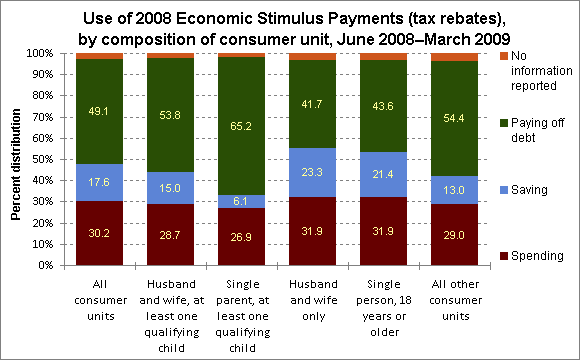 Use of 2008 Economic Stimulus Payments (tax rebates),
by composition of consumer unit, June 2008–March 2009
Percent distribution
100%
90%
80%
70%
60%
50%
40%
30%
20%
10%
0%
49.1
53.8
65.2
41.7
43.6
54.4
17.6
15.0
6.1
23.3
21.4
13.0
30.2
28.7
26.9
31.9
31.9
29.0
All
consumer
units
Husband
and wife, at
least one
qualifying
child
Single
parent, at
least one
qualifying
child
Husband
and wife
only
Single
person, 18
years or
older
All other
consumer
units
No
information
reported
Paying off
debt
Saving
Spending